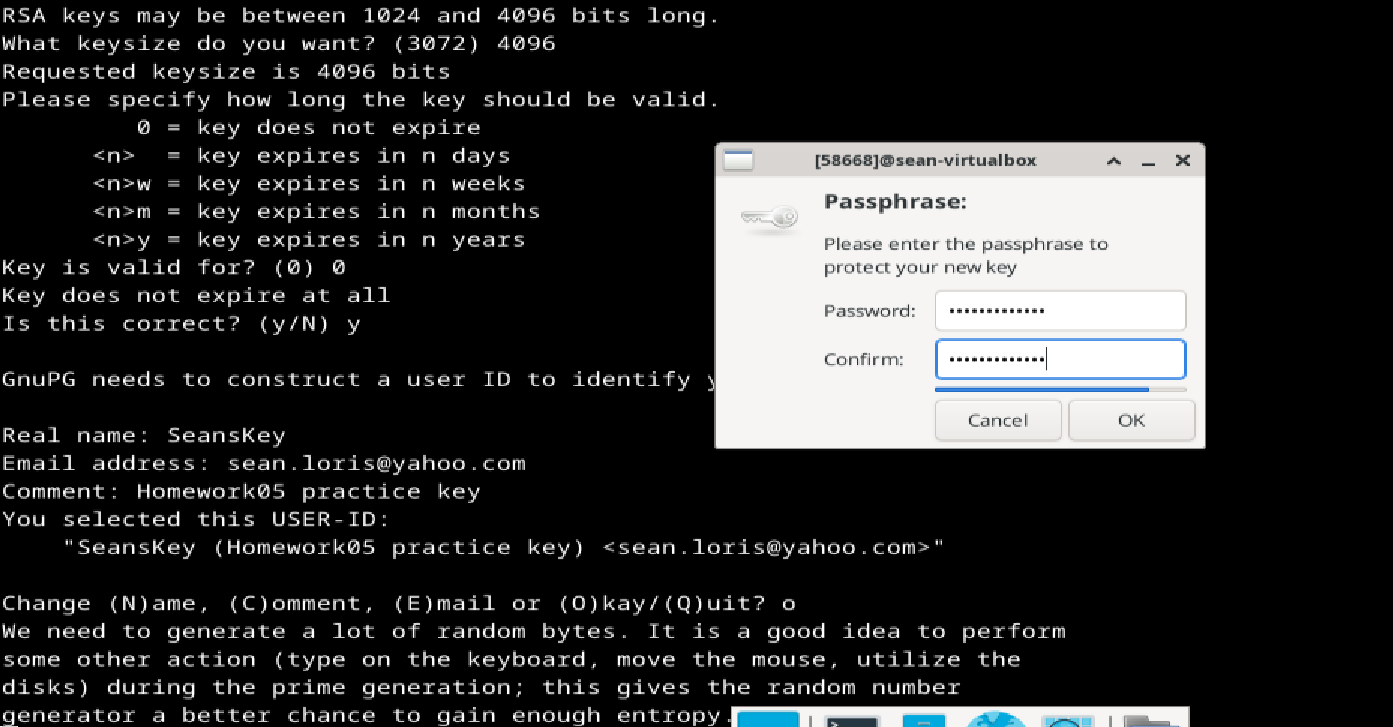 RSA keys may be between 1024 and 4096 bits long.
What keysize do you want? (3072) 4096
Requested keysize is 4096 bits
Please specify how long the key should be valid.
0 = key does not expire
<n>  = key expires in n days
<n>w = key expires in n weeks
<n>m = key expires in n months
<n>y = key expires in n years
Key is valid for? (0) 0
Key does not expire at all
Is this correct? (y/N) y
GnuPG needs to construct a user ID to identify
Real name: SeansKey
Email address: sean.loris@yahoo.com
Comment: Homework05 practice key
You selected this USER-ID:
"SeansKey (Homework05 practice key) <sean.loris@yahoo.com>"
Change (N)ame, (C)omment, (E)mail or (O)kay/(Q)uit? o
We need to generate a lot of random bytes. It is a good idea to perform
some other action (type on the keyboard, move the mouse, utilize the
disks) during the prime generation; this gives the random number
generator a better chance to gain enough entropy.
[58668]@sean-virtualbox
Passphrase:
Please enter the passphrase to
protect your new key
Password: •••••••••••••
Confirm: •••••••••••••
Cancel OK